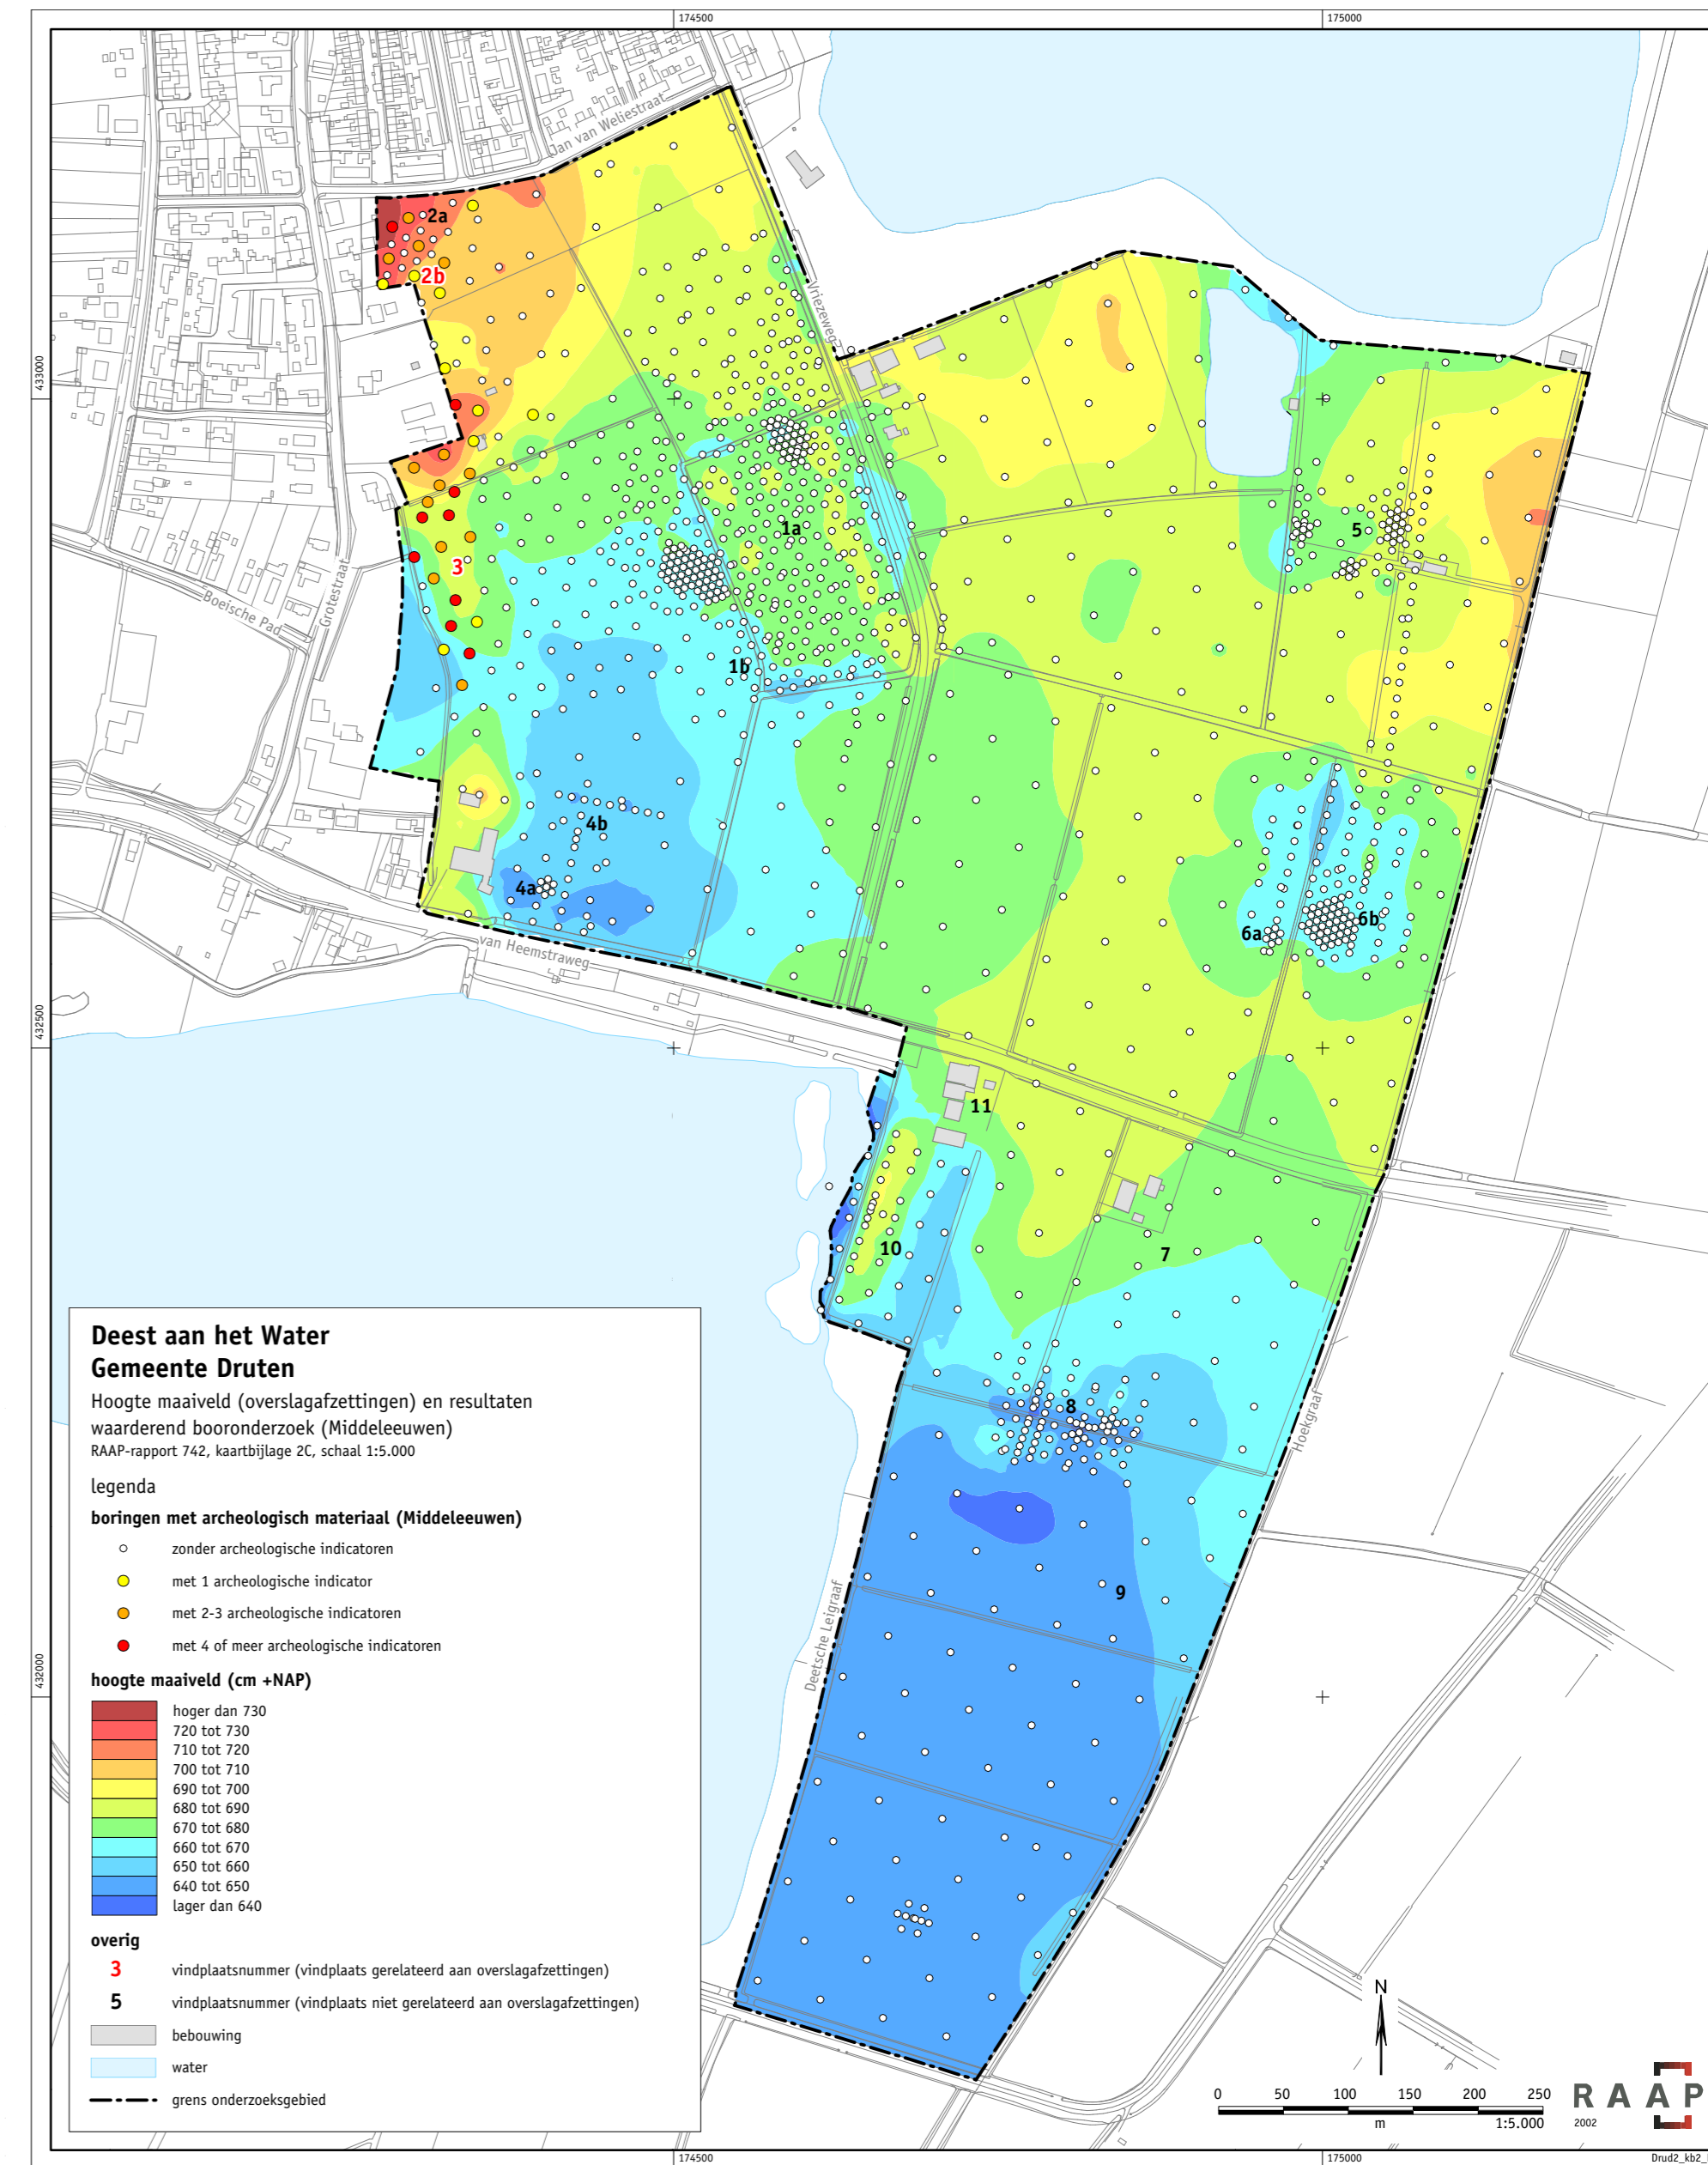 174500
175000
Jan van Weliestraat
2a
2b
Vriezeweg
433000
1a
5
3
Boeische Pad
Grotestraat
1b
4b
4a
6a
6b
van Heemstraweg
432500
11
10
7
8
Hoekgraaf
9
Deetsche Leigraaf
432000
Deest aan het Water
Gemeente Druten
Hoogte maaiveld (overslagafzettingen) en resultaten
waarderend booronderzoek (Middeleeuwen)
RAAP-rapport 742, kaartbijlage 2C, schaal 1:5.000
legenda
boringen met archeologisch materiaal (Middeleeuwen)
zonder archeologische indicatoren
met 1 archeologische indicator
met 2-3 archeologische indicatoren
met 4 of meer archeologische indicatoren
hoogte maaiveld (cm +NAP)
hoger dan 730
720 tot 730
710 tot 720
700 tot 710
690 tot 700
680 tot 690
670 tot 680
660 tot 670
650 tot 660
640 tot 650
lager dan 640
overig
3 vindplaatsnummer (vindplaats gerelateerd aan overslagafzettingen)
5 vindplaatsnummer (vindplaats niet gerelateerd aan overslagafzettingen)
bebouwing
water
grens onderzoeksgebied
N
0 50 100 150 200 250
m 1:5.000
RAAP
2002
174500
175000
Drud2_kb2_